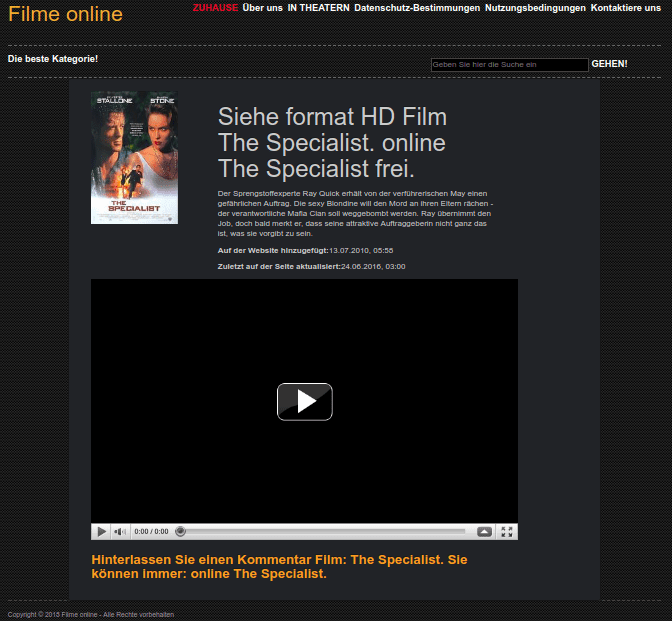 Filme online
ZUHAUSE Über uns IN THEATERN Datenschutz-Bestimmungen Nutzungsbedingungen Kontaktiere uns
Die beste Kategorie!
Geben Sie hier die Suche ein GEHEN!
STALLONE STONE
THE
SPECIALIST
Siehe format HD Film
The Specialist. online
The Specialist frei.
Der Sprengstoffexperte Ray Quick erhält von der verführerischen May einen
gefährlichen Auftrag. Die sexy Blondine will den Mord an ihren Eltern rächen -
der verantwortliche Mafia Clan soll weggebombt werden. Ray übernimmt den
Job, doch bald merkt er, dass seine attraktive Auftraggeberin nicht ganz das
ist, was sie vorgibt zu sein.
Auf der Website hinzugefügt:13.07.2010, 05:58
Zuletzt auf der Seite aktualisiert:24.06.2016, 03:00
0:00 / 0:00
Hinterlassen Sie einen Kommentar Film: The Specialist. Sie
können immer: online The Specialist.
Copyright © 2015 Filme online - Alle Rechte vorbehalten